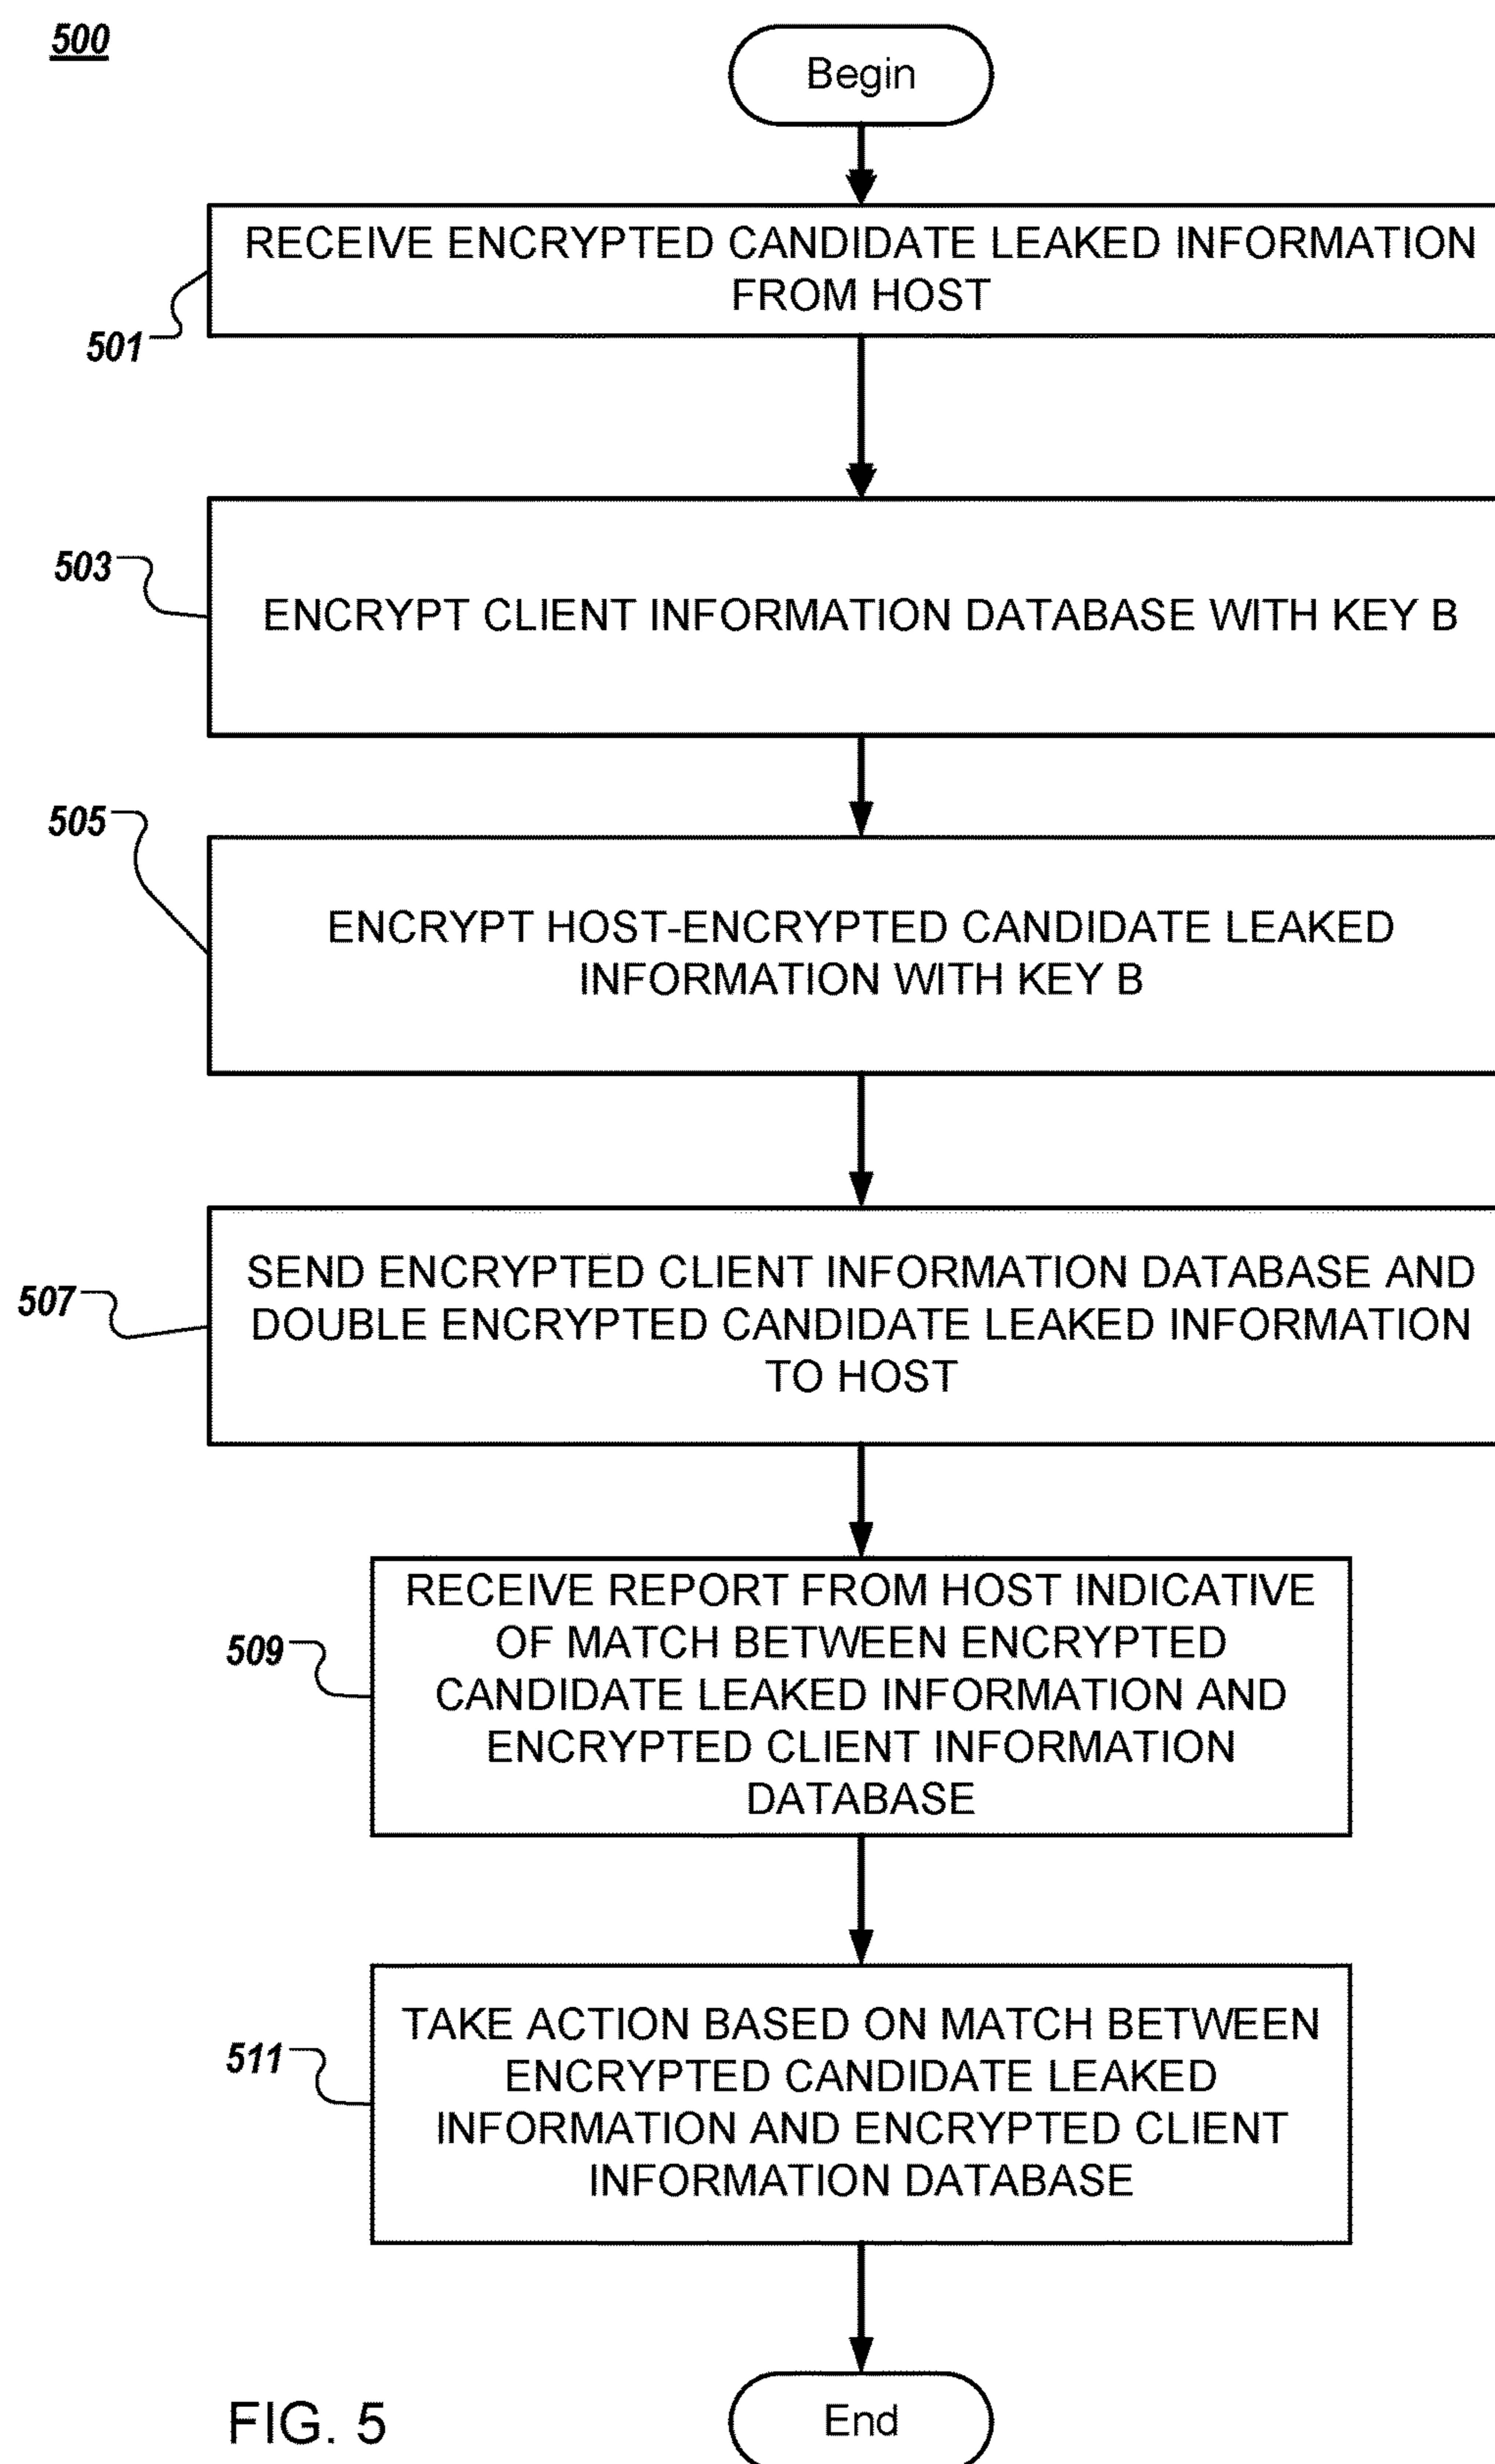 500
Begin
RECEIVE ENCRYPTED CANDIDATE LEAKED INFORMATION
FROM HOST
501
503
ENCRYPT CLIENT INFORMATION DATABASE WITH KEY B
505
ENCRYPT HOST-ENCRYPTED CANDIDATE LEAKED
INFORMATION WITH KEY B
507
SEND ENCRYPTED CLIENT INFORMATION DATABASE AND
DOUBLE ENCRYPTED CANDIDATE LEAKED INFORMATION
TO HOST
509
RECEIVE REPORT FROM HOST INDICATIVE
OF MATCH BETWEEN ENCRYPTED
CANDIDATE LEAKED INFORMATION AND
ENCRYPTED CLIENT INFORMATION
DATABASE
511
TAKE ACTION BASED ON MATCH BETWEEN
ENCRYPTED CANDIDATE LEAKED
INFORMATION AND ENCRYPTED CLIENT
INFORMATION DATABASE
End
FIG. 5